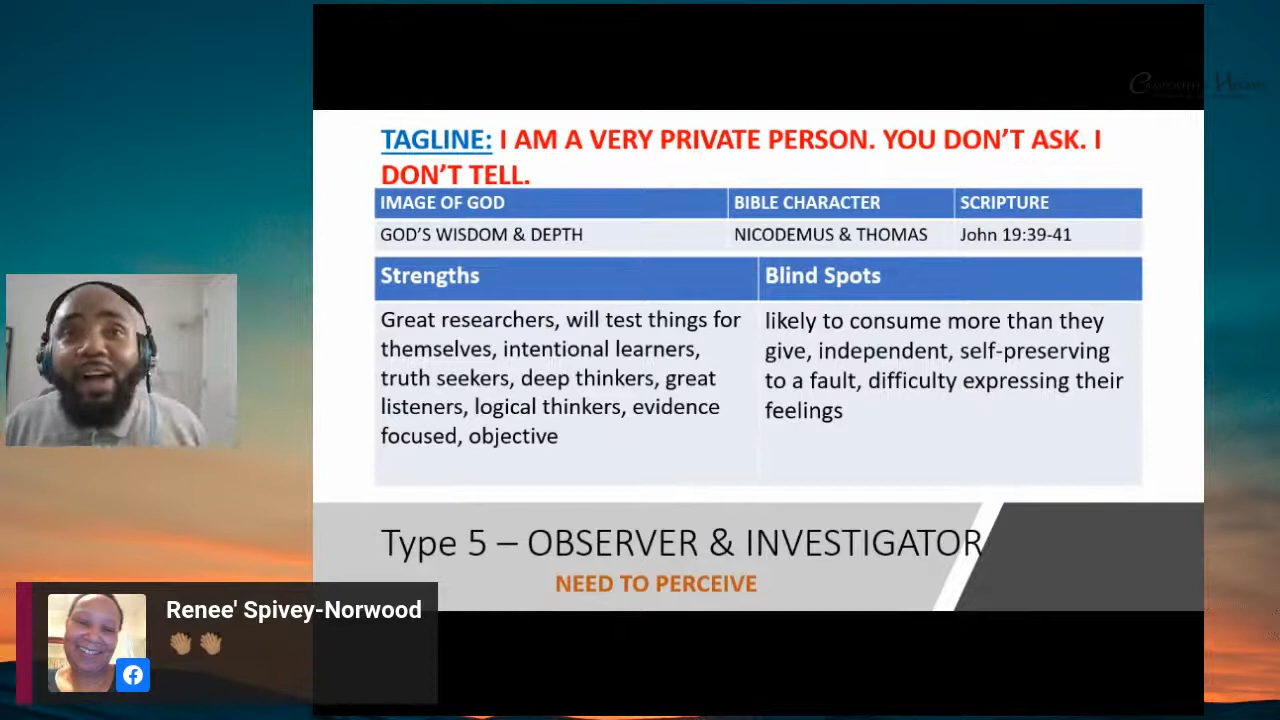 TAGLINE: I AM A VERY PRIVATE PERSON. YOU DON'T ASK. I
DON'T TELL.
IMAGE OF GOD BIBLE CHARACTER SCRIPTURE
GOD'S WISDOM & DEPTH NICODEMUS & THOMAS John 19:39-41
Strengths
Great researchers, will test things for
themselves, intentional learners,
truth seekers, deep thinkers, great
listeners, logical thinkers, evidence
focused, objective
Blind Spots
likely to consume more than they
give, independent, self-preserving
to a fault, difficulty expressing their
feelings
Type 5 – OBSERVER & INVESTIGATOR
NEED TO PERCEIVE
Renee' Spivey-Norwood
👏🏽 👏🏽